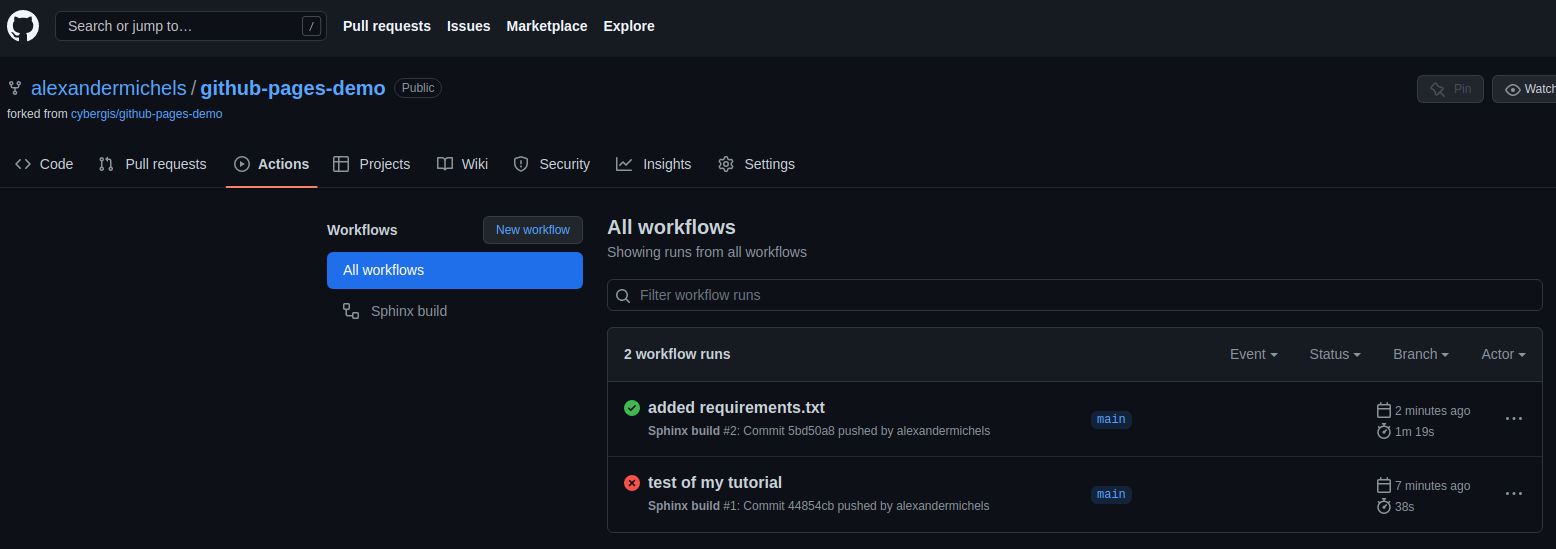 Search or jump to… / Pull requests Issues Marketplace Explore
alexandermichels / github-pages-demo Public Pin Watch
forked from cybergis/github-pages-demo
Code Pull requests Actions Projects Wiki Security Insights Settings
Workflows New workflow
All workflows
Sphinx build
All workflows
Showing runs from all workflows
Filter workflow runs
2 workflow runs Event Status Branch Actor
added requirements.txt
Sphinx build #2: Commit 5bd50a8 pushed by alexandermichels
main
2 minutes ago
1m 19s
test of my tutorial
Sphinx build #1: Commit 44854cb pushed by alexandermichels
main
7 minutes ago
38s